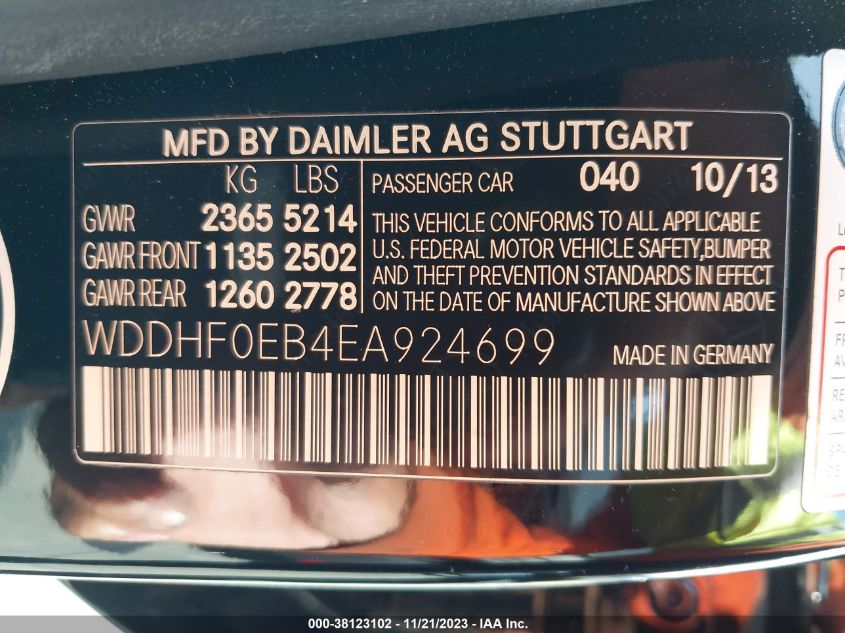 MFD BY DAIMLER AG STUTTGART
KG LBS
GVWR 2365 5214
GAWR FRONT 1135 2502
GAWR REAR 1260 2778
PASSENGER CAR 040 10/13
THIS VEHICLE CONFORMS TO ALL APPLICABLE
U.S. FEDERAL MOTOR VEHICLE SAFETY,BUMPER
AND THEFT PREVENTION STANDARDS IN EFFECT
ON THE DATE OF MANUFACTURE SHOWN ABOVE
WDDHF0EB4EA924699 MADE IN GERMANY
000-38123102 - 11/21/2023 - IAA Inc.